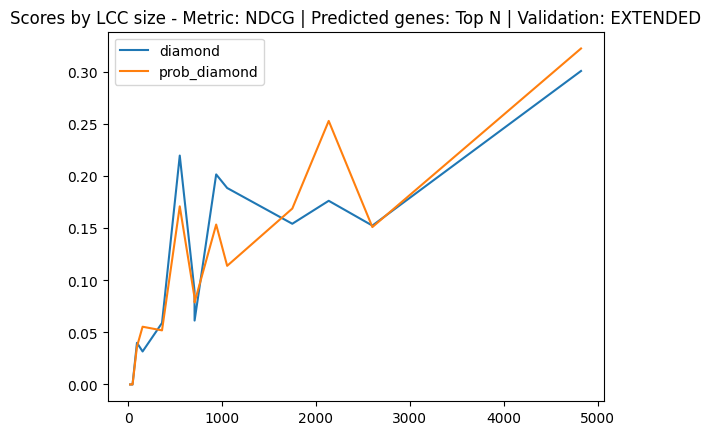 Scores by LCC size - Metric: NDCG | Predicted genes: Top N | Validation: EXTENDED
diamond
prob_diamond
0.30
0.25
0.20
0.15
0.10
0.05
0.00
0 1000 2000 3000 4000 5000